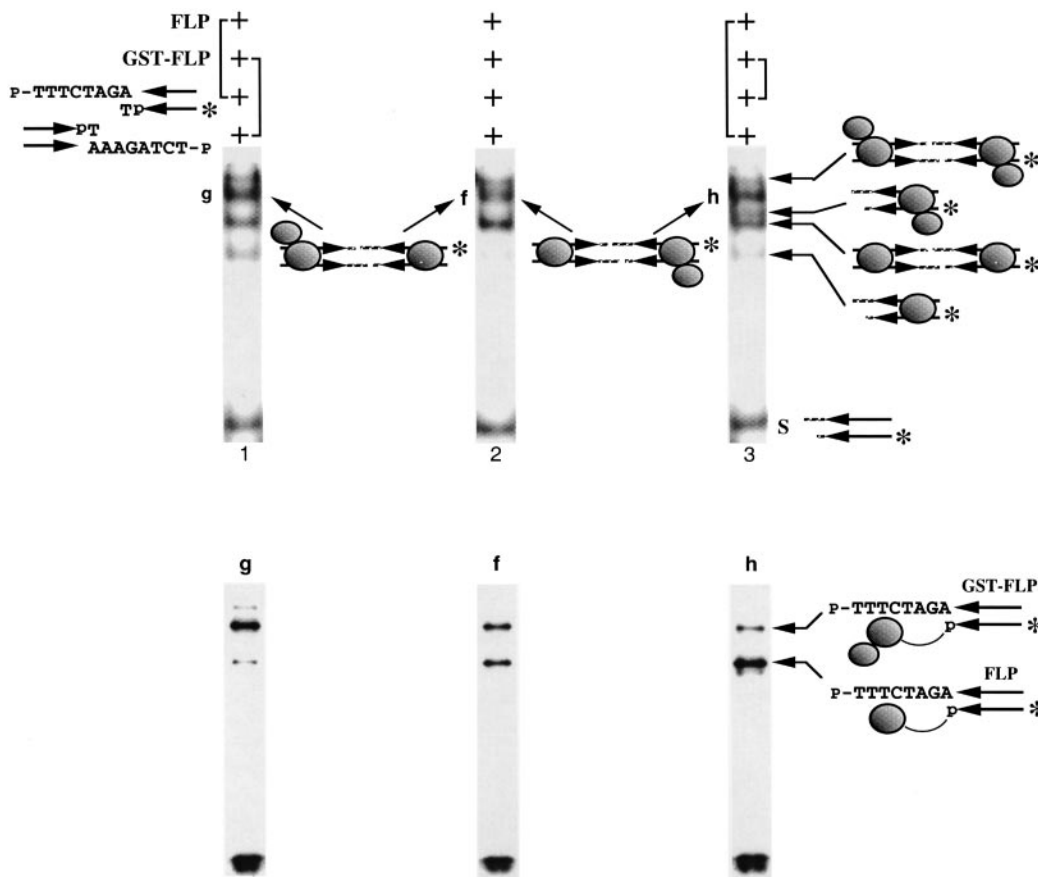 FLP + + +
GST-FLP + + +
P-TTTCTAGA + + +
TP *
PT + + +
AAAGATCT-P
g f h
* * * * * *
S *
1 2 3
g f h
GST-FLP
P-TTTCTAGA
P *
FLP
P-TTTCTAGA
P *